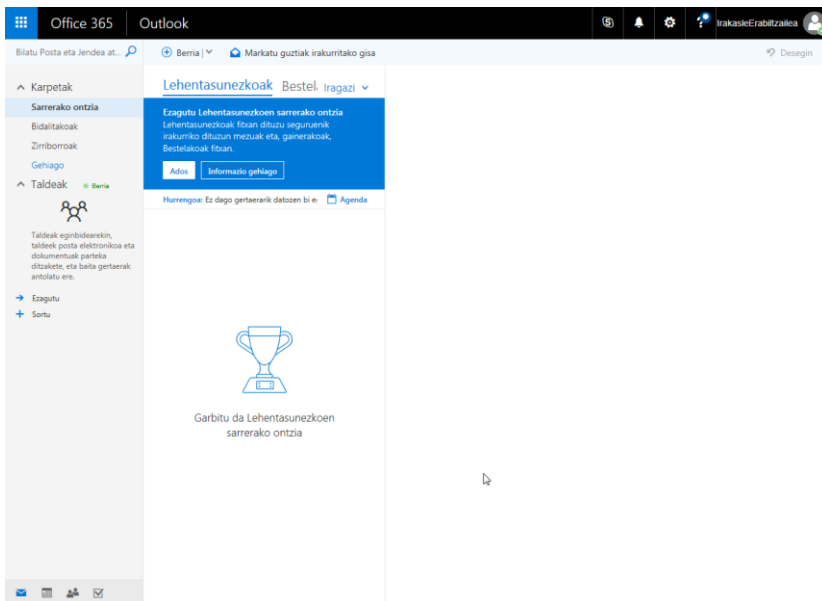 Office 365 Outlook IrakasleErabiltzailea
Bilatu Posta eta Jendea at... Berria Markatu guztiak irakurritako gisa Desegin
Karpetak
Sarrerako ontzia
Bidalitakoak
Zirriborroak
Gehiago
Taldeak Berria
Taldeak eginbidearekin,
taldeek posta elektronikoa eta
dokumentuak parteka
ditzakete, eta baita gertaerak
antolatu ere.
Ezagutu
Sortu
Lehentasunezkoak Bestel Iragazi
Ezagutu Lehentasunezkoen sarrerako ontzia
Lehentasunezkoak fitxan dituzu seguruenik
irakurriko dituzun mezuak eta, gainerakoak,
Bestelakoak fitxan.
Ados Informazio gehiago
Hurrengoa: Ez dago gertaerarik datozen bi Agenda
Garbitu da Lehentasunezkoen
sarrerako ontzia